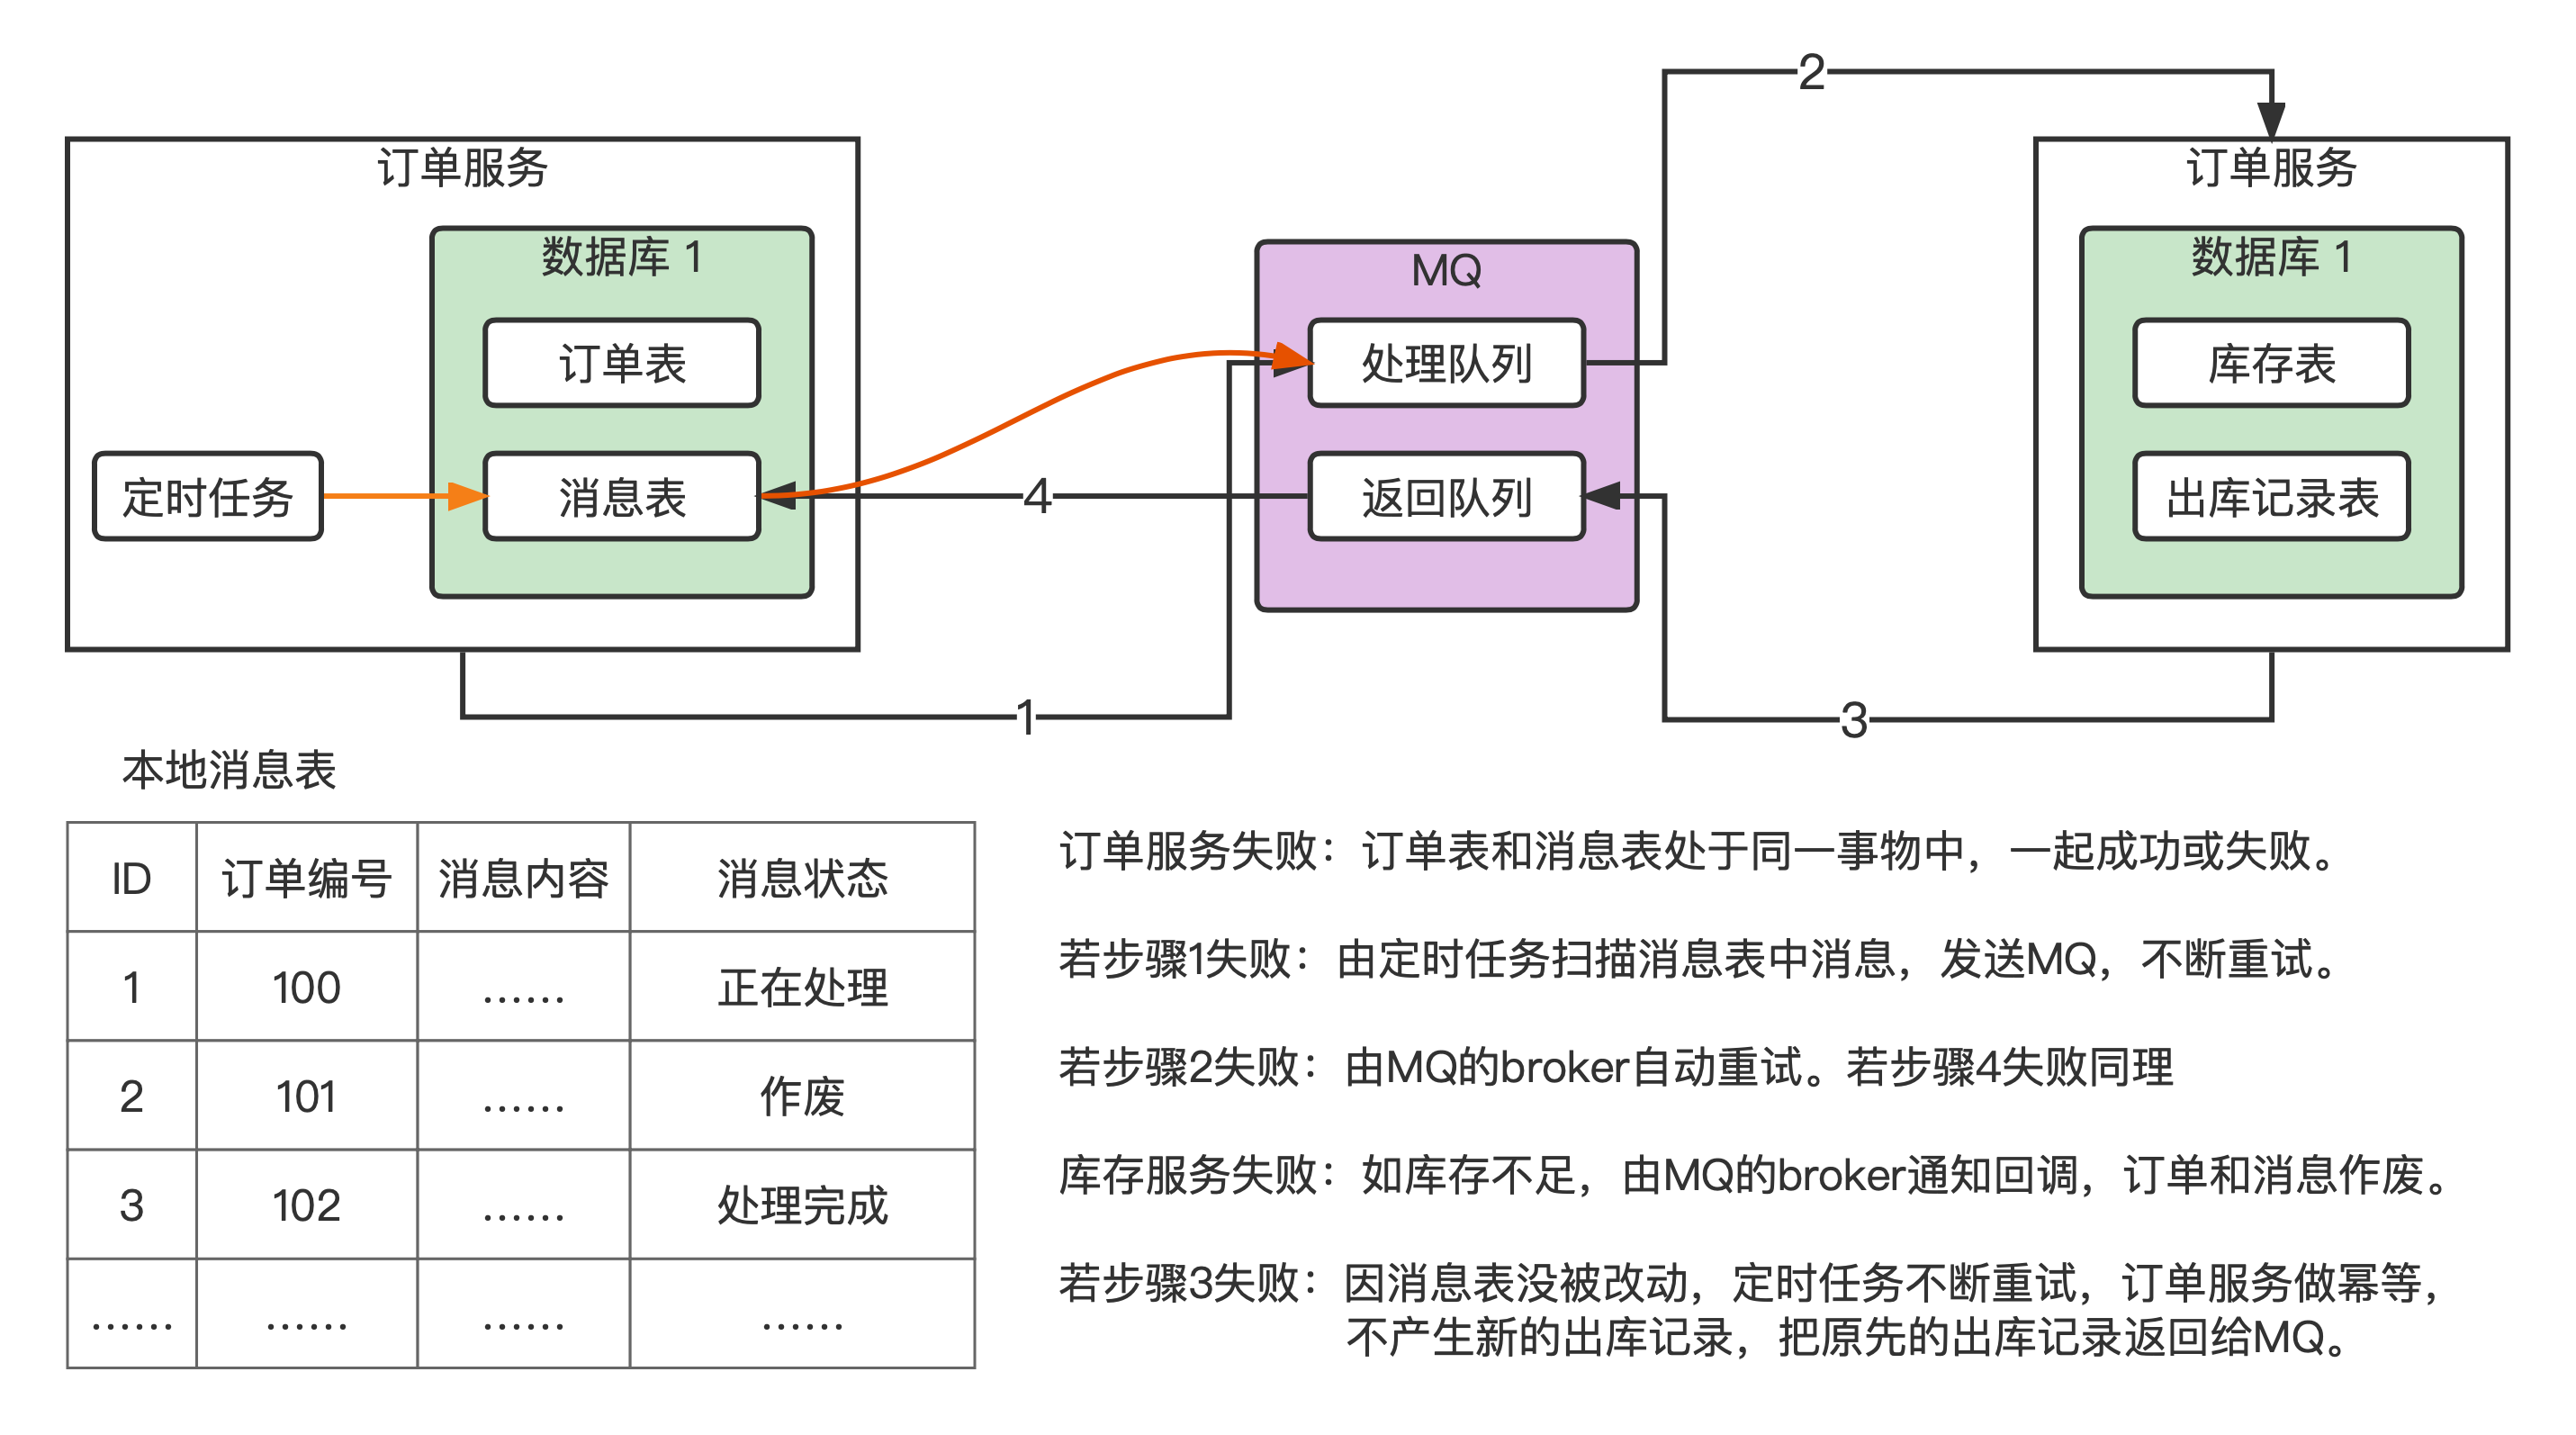 2
订单服务
订单服务
数据库 1
MQ
数据库 1
订单表
处理队列
库存表
定时任务
消息表
4
返回队列
出库记录表
1
3
本地消息表
ID 订单编号 消息内容 消息状态
1 100 …… 正在处理
2 101 …… 作废
3 102 …… 处理完成
…… …… …… ……
订单服务失败：订单表和消息表处于同一事物中，一起成功或失败。
若步骤1失败：由定时任务扫描消息表中消息，发送MQ，不断重试。
若步骤2失败：由MQ的broker自动重试。若步骤4失败同理
库存服务失败：如库存不足，由MQ的broker通知回调，订单和消息作废。
若步骤3失败：因消息表没被改动，定时任务不断重试，订单服务做幂等，
不产生新的出库记录，把原先的出库记录返回给MQ。